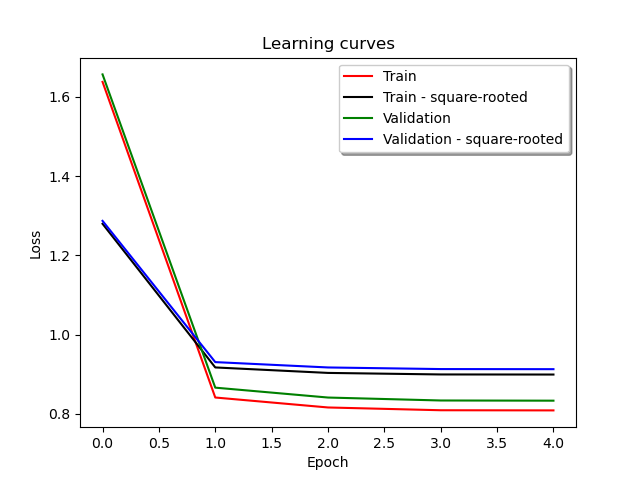 Learning curves
Train
Train - square-rooted
Validation
Validation - square-rooted
1.6
1.4
1.2
1.0
0.8
Loss
0.0 0.5 1.0 1.5 2.0 2.5 3.0 3.5 4.0
Epoch